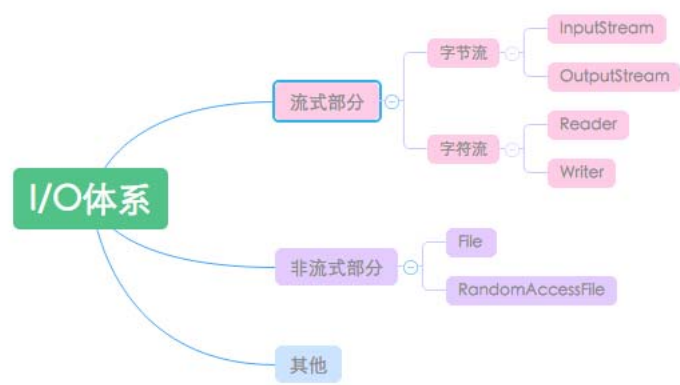 I/O体系
流式部分
字节流
InputStream
OutputStream
字符流
Reader
Writer
非流式部分
File
RandomAccessFile
其他